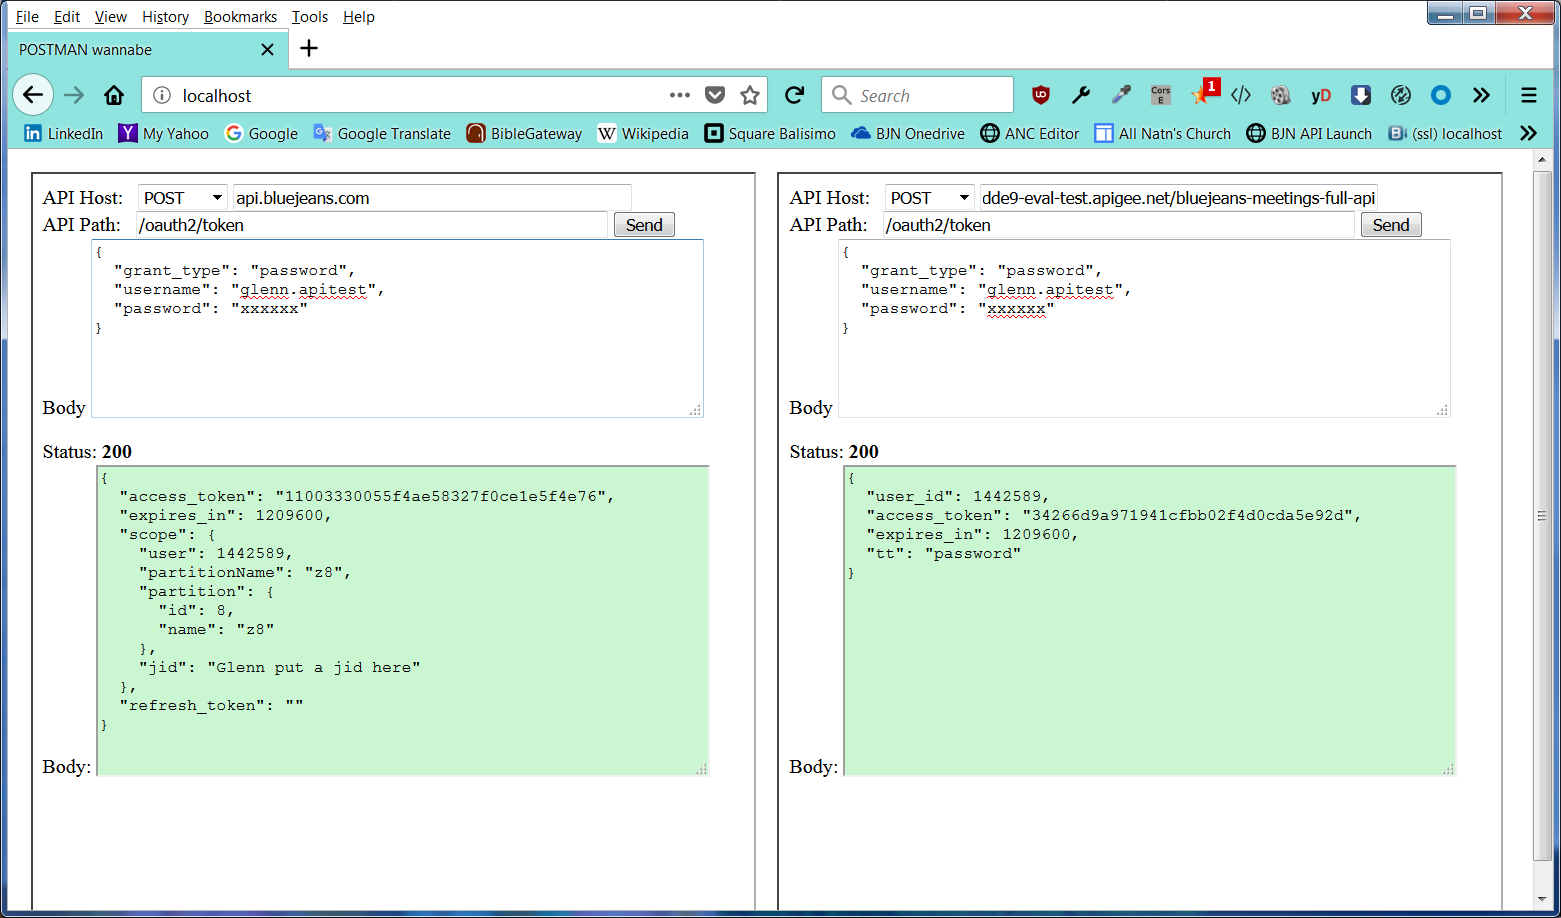 File Edit View History Bookmarks Tools Help
POSTMAN wannabe
localhost
Search
Cors E
1
yD
LinkedIn My Yahoo Google Google Translate BibleGateway Wikipedia Square Balisimo BJN Onedrive ANC Editor All Natn's Church BJN API Launch (ssl) localhost
API Host: POST api.bluejeans.com
API Path: /oauth2/token Send
{
"grant_type": "password",
"username": "glenn.apitest",
"password": "xxxxxx"
}
Body
Status: 200
{
"access_token": "11003330055f4ae58327f0ce1e5f4e76",
"expires_in": 1209600,
"scope": {
"user": 1442589,
"partitionName": "z8",
"partition": {
"id": 8,
"name": "z8"
},
"jid": "Glenn put a jid here"
},
"refresh_token": ""
}
Body:
API Host: POST dde9-eval-test.apigee.net/bluejeans-meetings-full-api
API Path: /oauth2/token Send
{
"grant_type": "password",
"username": "glenn.apitest",
"password": "xxxxxx"
}
Body
Status: 200
{
"user_id": 1442589,
"access_token": "34266d9a971941cfbb02f4d0cda5e92d",
"expires_in": 1209600,
"tt": "password"
}
Body: